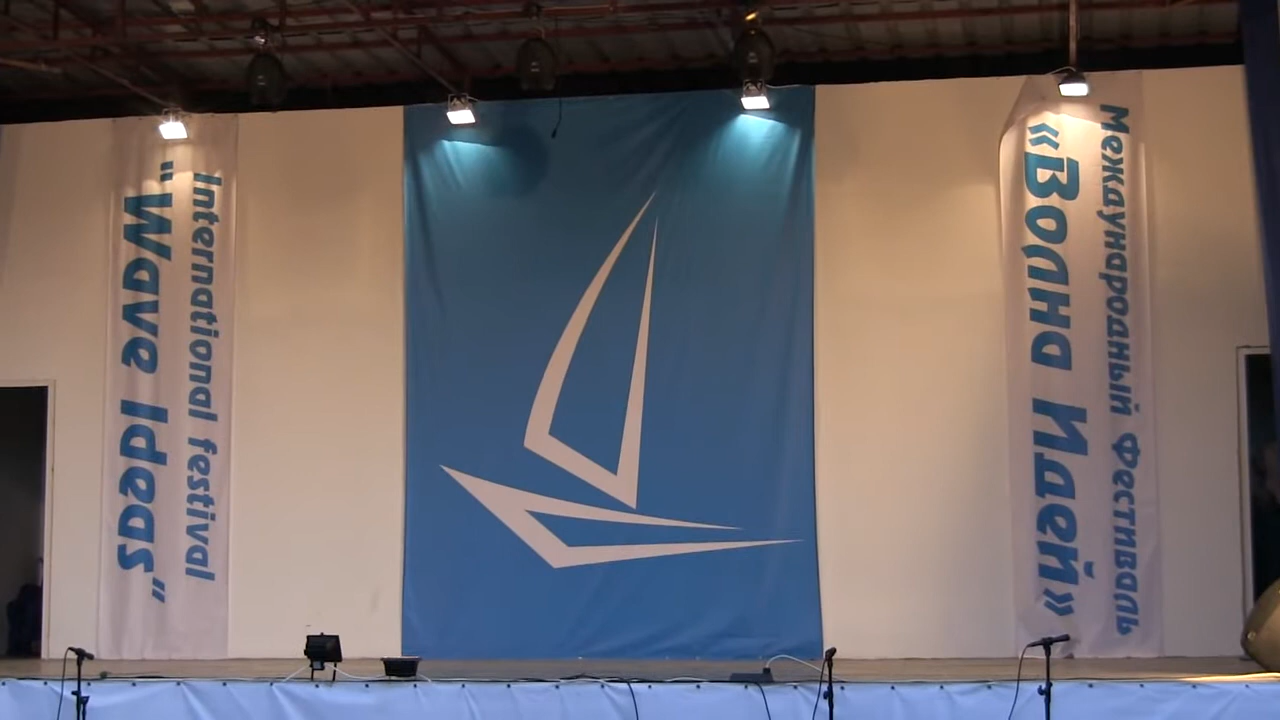 International festival
“Wave Ideas”
Международный Фестиваль
«Волна Идей»